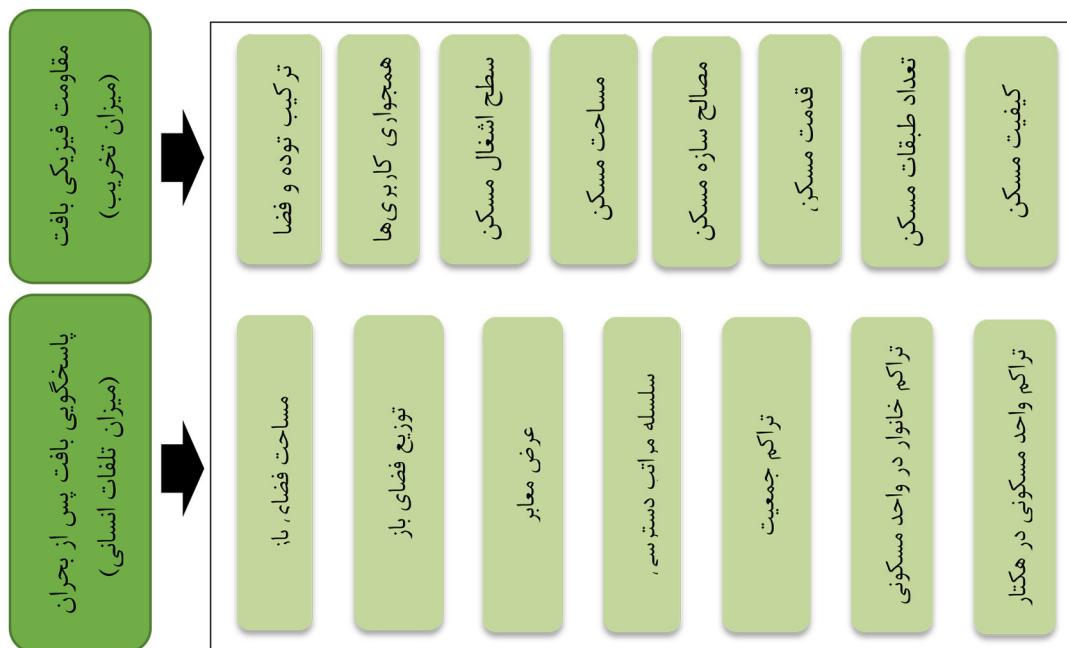 مقاومت فیزیکی بافت
(میزان تخریب)
ترکیب توده و فضا
همجواری کاربری‌ها
سطح اشغال مسکن
مساحت مسکن
مصالح سازه مسکن
قدمت مسکن
تعداد طبقات مسکن
کیفیت مسکن
پاسخگویی بافت پس از بحران
(میزان تلفات انسانی)
مساحت فضای باز
توزیع فضای باز
عرض معابر
سلسله مراتب دسترسی
تراکم جمعیت
تراکم خانوار در واحد مسکونی
تراکم واحد مسکونی در هکتار